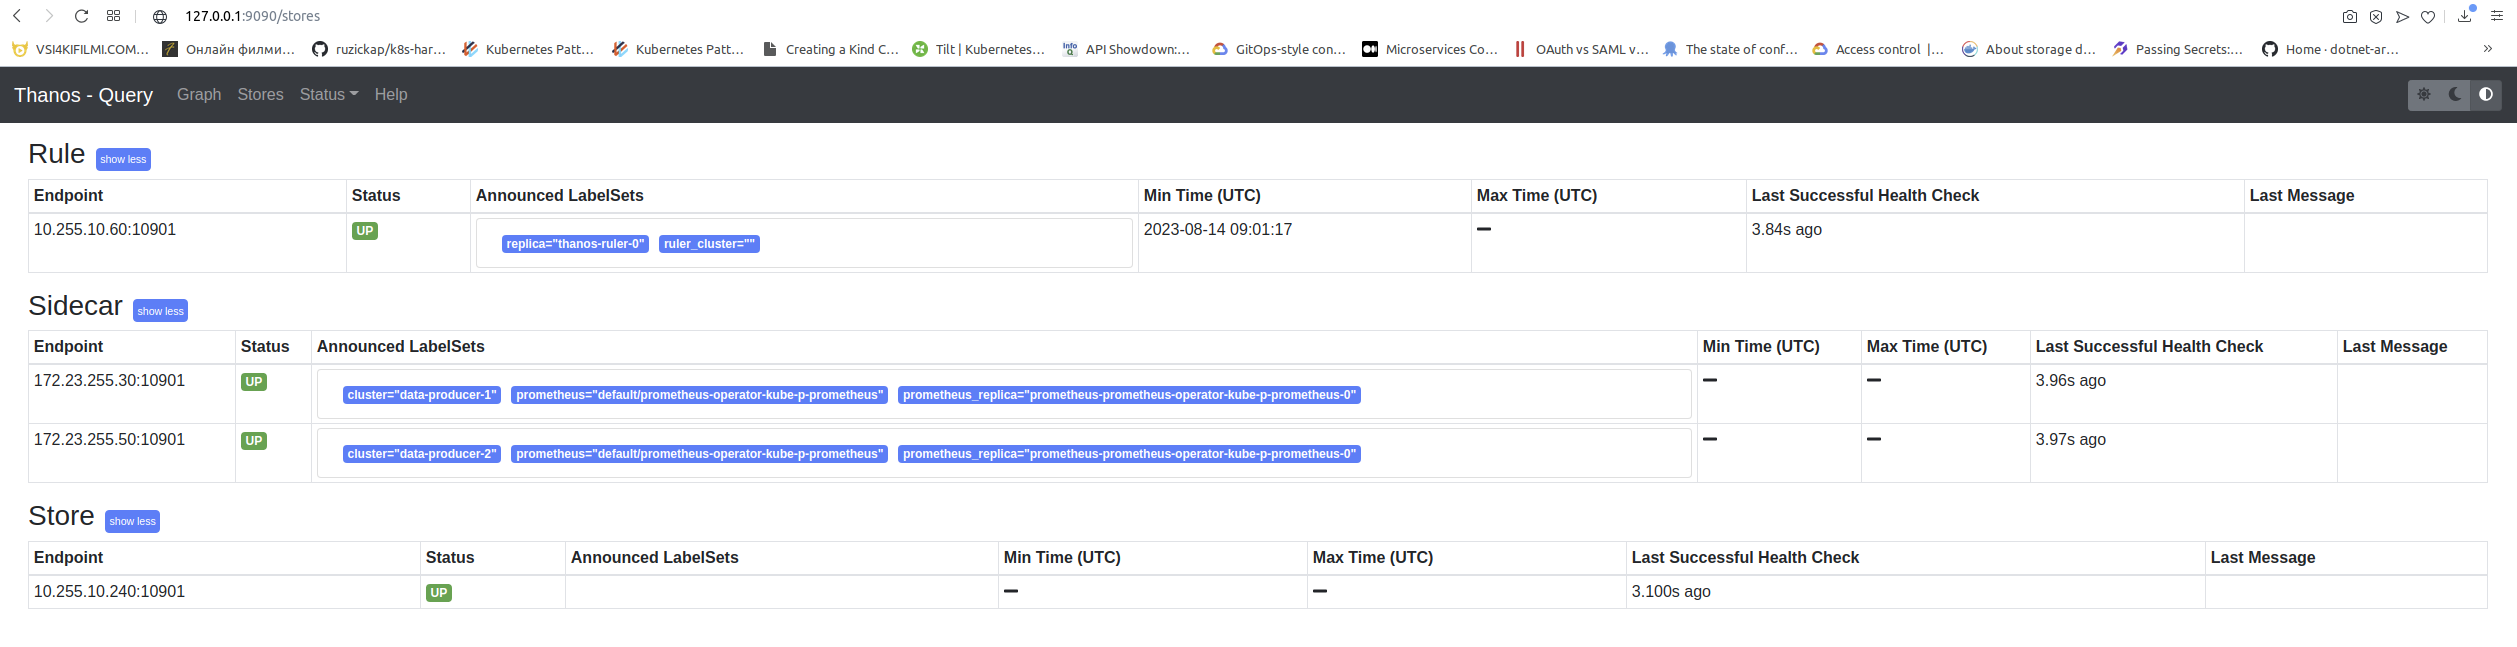 127.0.0.1:9090/stores
VSI4KIFILMI.COM... Онлайн филми... ruzickap/k8s-har... Kubernetes Patt... Kubernetes Patt... Creating a Kind C... Tilt | Kubernetes... API Showdown:... GitOps-style con... Microservices Co... OAuth vs SAML v... The state of conf... Access control |... About storage d... Passing Secrets:... Home · dotnet-ar... »
Thanos - Query Graph Stores Status Help
Rule show less
Endpoint Status Announced LabelSets Min Time (UTC) Max Time (UTC) Last Successful Health Check Last Message
10.255.10.60:10901 UP replica="thanos-ruler-0" ruler_cluster="" 2023-08-14 09:01:17 — 3.84s ago
Sidecar show less
Endpoint Status Announced LabelSets Min Time (UTC) Max Time (UTC) Last Successful Health Check Last Message
172.23.255.30:10901 UP cluster="data-producer-1" prometheus="default/prometheus-operator-kube-p-prometheus" prometheus_replica="prometheus-prometheus-operator-kube-p-prometheus-0" — — 3.96s ago
172.23.255.50:10901 UP cluster="data-producer-2" prometheus="default/prometheus-operator-kube-p-prometheus" prometheus_replica="prometheus-prometheus-operator-kube-p-prometheus-0" — — 3.97s ago
Store show less
Endpoint Status Announced LabelSets Min Time (UTC) Max Time (UTC) Last Successful Health Check Last Message
10.255.10.240:10901 UP — — 3.100s ago